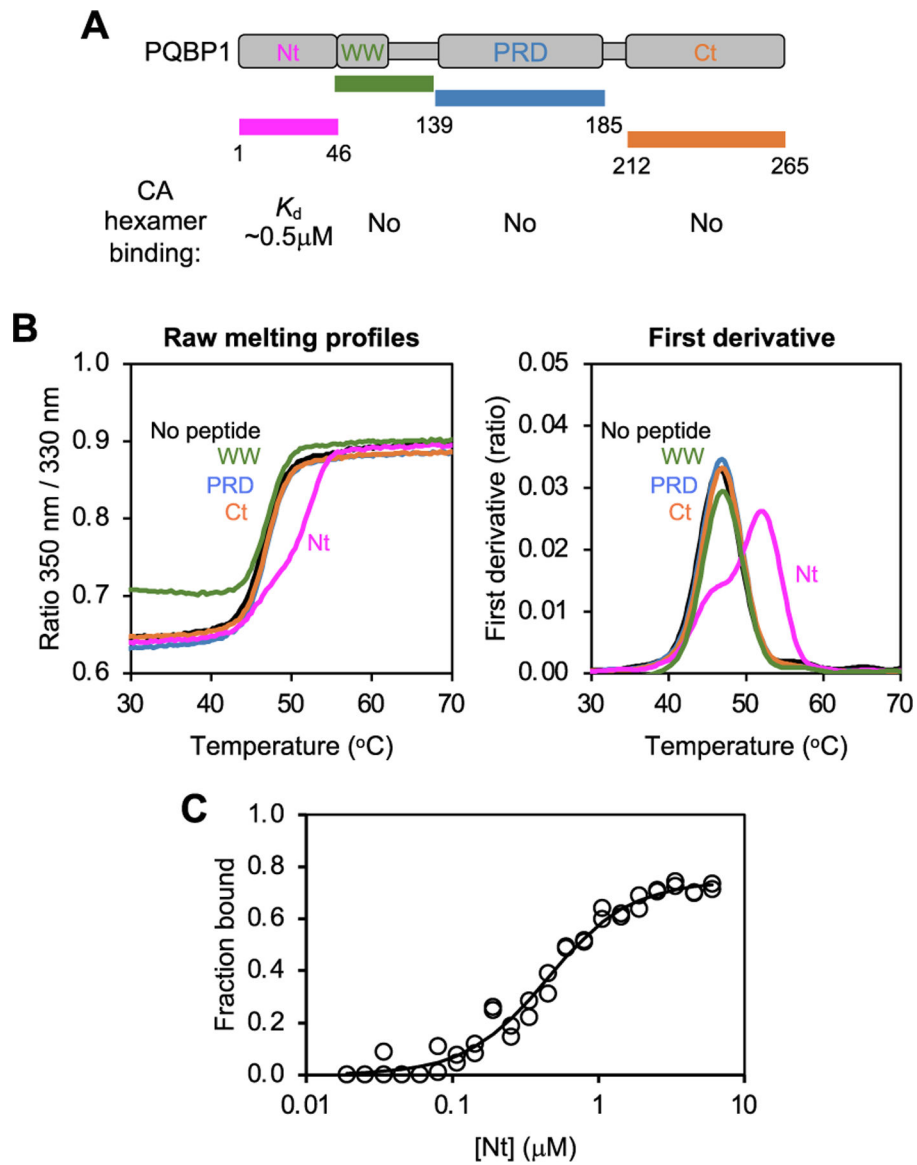 A
PQBP1
Nt
WW
PRD
Ct
139
185
1
46
212
265
CA
hexamer
binding:
Kd
~0.5μM
No
No
No
B
Raw melting profiles
First derivative
Ratio 350 nm / 330 nm
1.0
0.9
0.8
0.7
0.6
No peptide
WW
PRD
Ct
Nt
30
40
50
60
70
Temperature (oC)
First derivative (ratio)
0.05
0.04
0.03
0.02
0.01
0.00
No peptide
WW
PRD
Ct
Nt
30
40
50
60
70
Temperature (oC)
C
Fraction bound
1.0
0.8
0.6
0.4
0.2
0.0
0.01
0.1
1
10
[Nt] (μM)